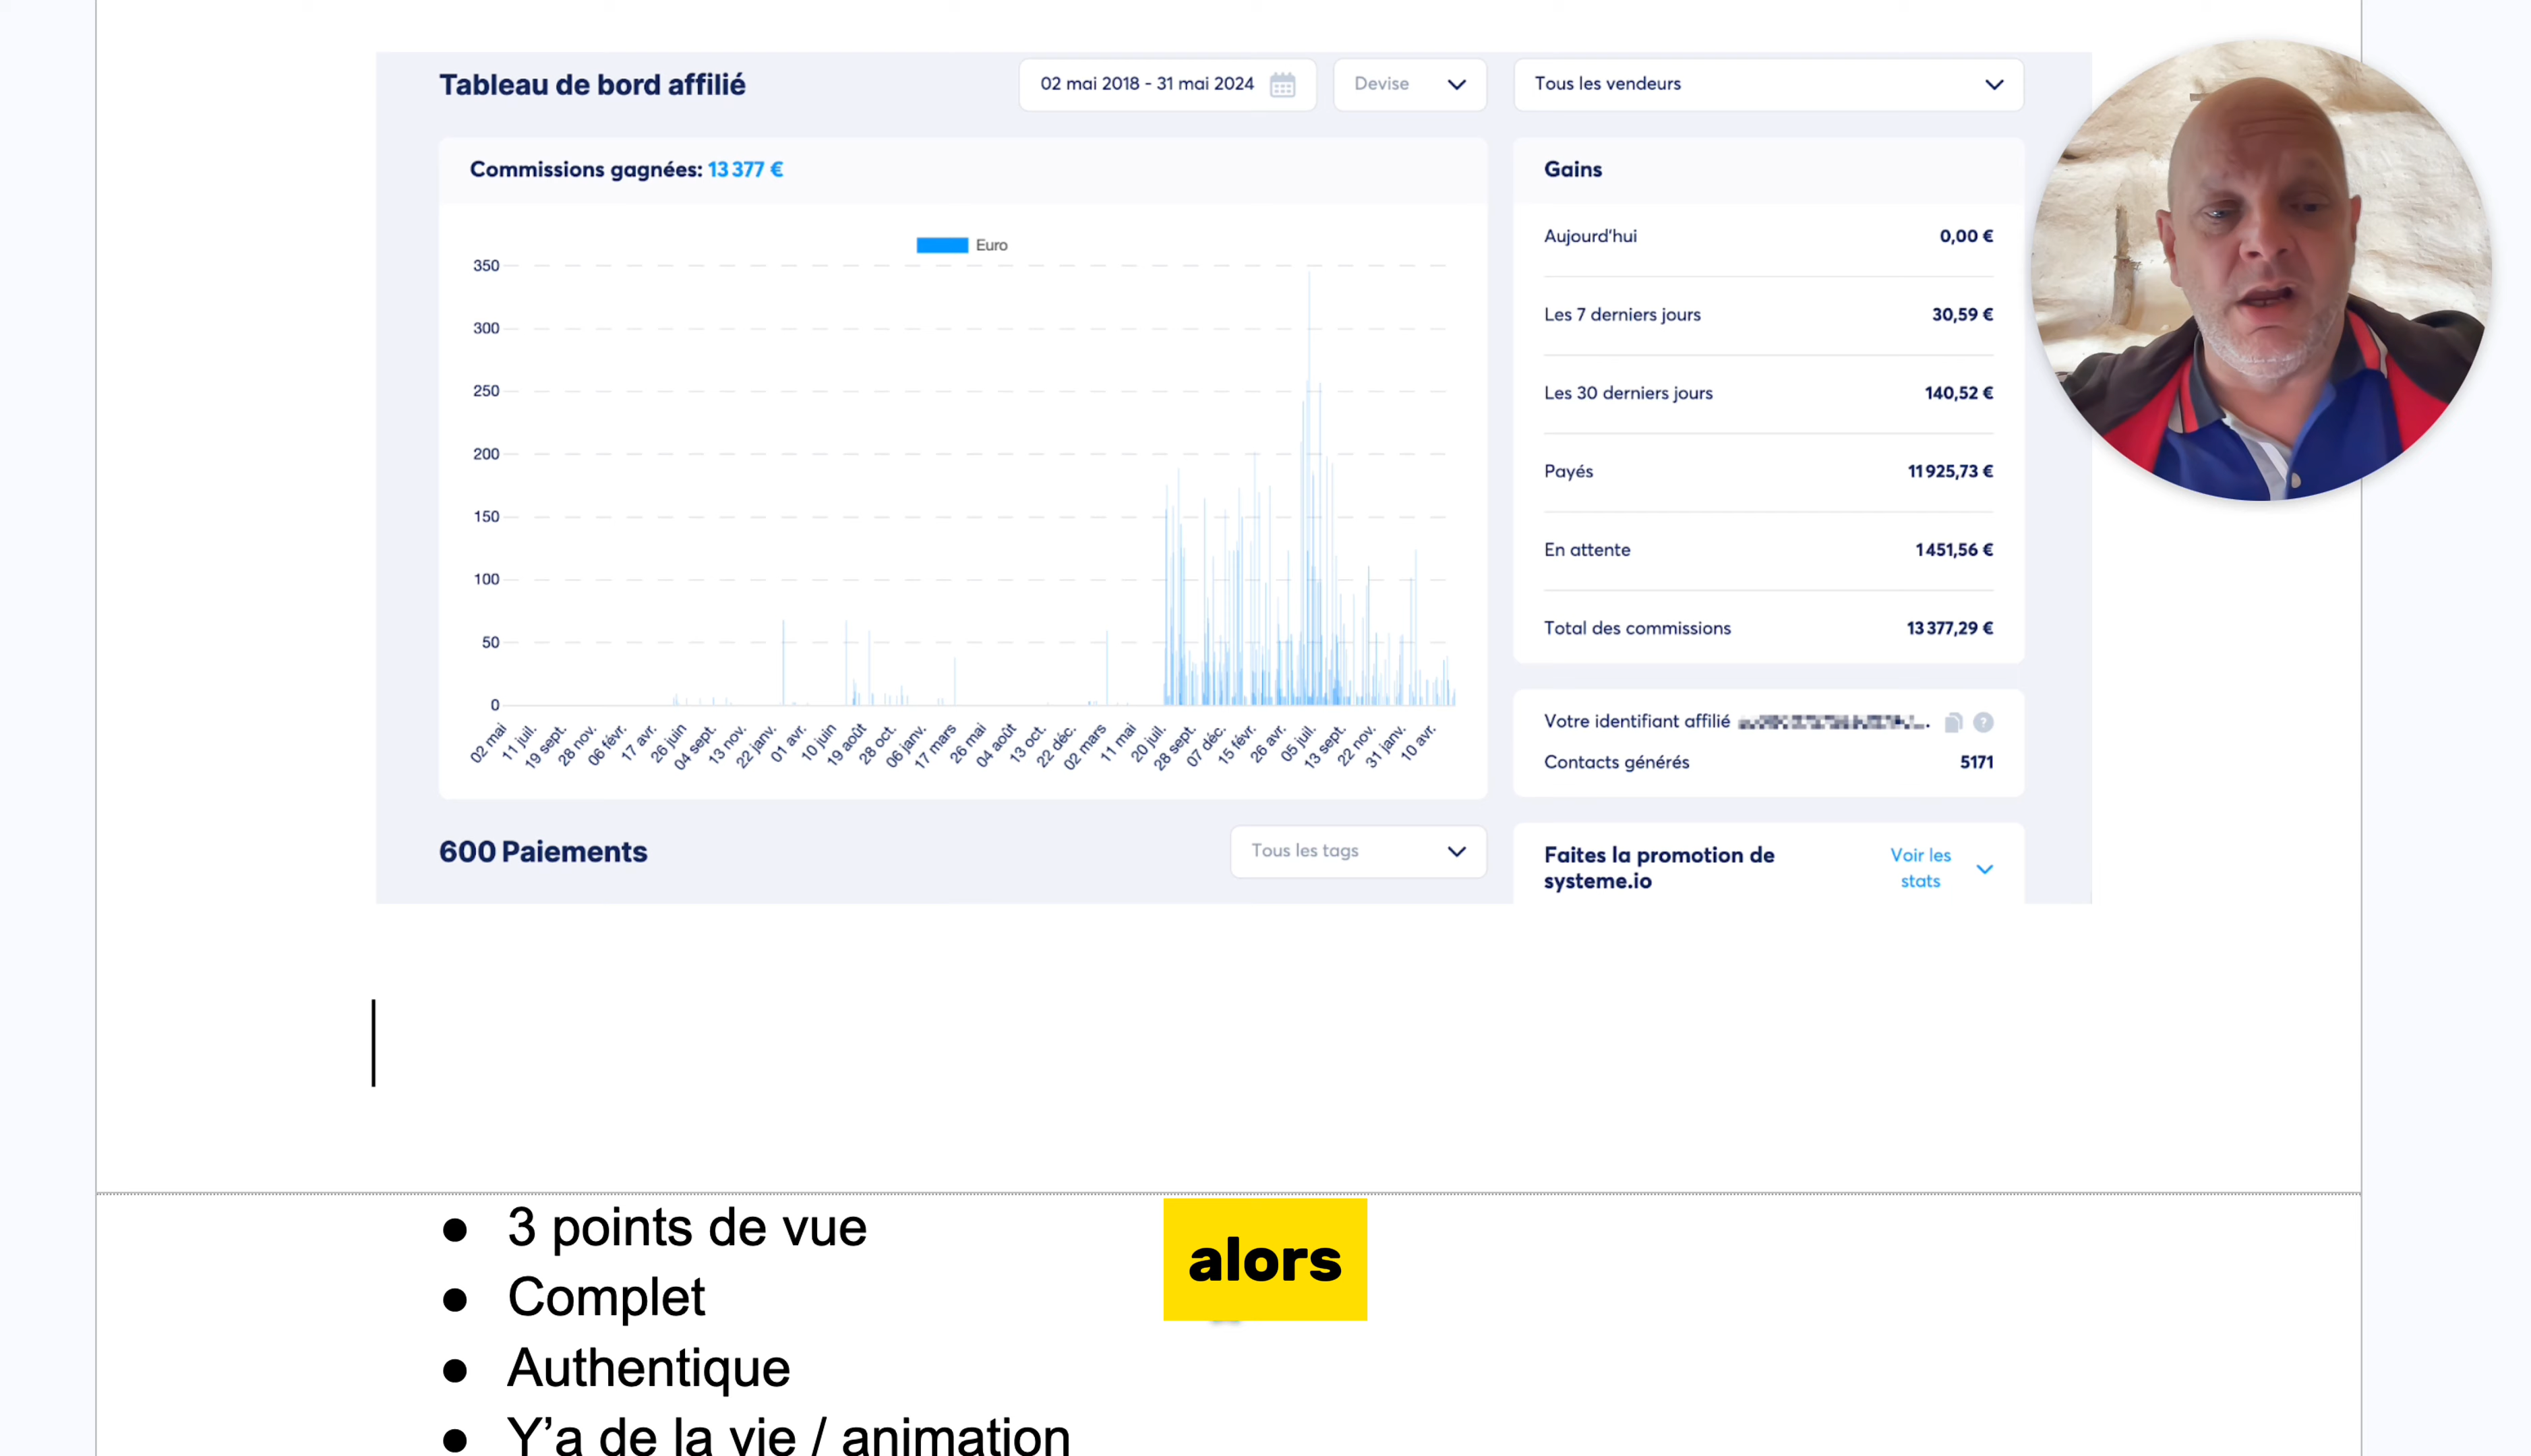 Tableau de bord affilié
02 mai 2018 - 31 mai 2024
Devise
Tous les vendeurs
Commissions gagnées: 13 377 €
Euro
350
300
250
200
150
100
50
0
02 mai
11 juil.
19 sept.
28 nov.
06 févr.
17 avr.
26 juin
04 sept.
13 nov.
22 janv.
01 avr.
10 juin
19 août
28 oct.
06 janv.
17 mars
26 mai
04 août
13 oct.
22 déc.
02 mars
11 mai
20 juil.
28 sept.
07 déc.
15 févr.
26 avr.
05 juil.
13 sept.
22 nov.
31 janv.
10 avr.
Gains
Aujourd'hui 0,00 €
Les 7 derniers jours 30,59 €
Les 30 derniers jours 140,52 €
Payés 11 925,73 €
En attente 1 451,56 €
Total des commissions 13 377,29 €
Votre identifiant affilié
Contacts générés 5171
600 Paiements
Tous les tags
Faites la promotion de
systeme.io
Voir les
stats
● 3 points de vue
● Complet
● Authentique
● Y'a de la vie / animation
alors